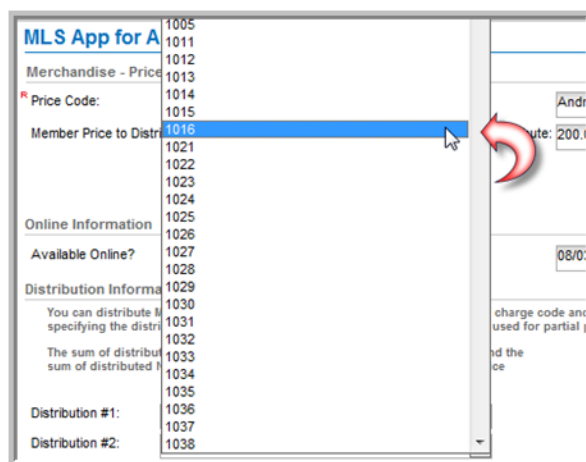 MLS App for A
1005
1011
1012
Merchandise - Price
1013
1014
R Price Code:
Andr
1015
Member Price to Distri
1016
ute:
200.
1021
1022
1023
1024
1025
Online Information
1026
Available Online?
1027
08/03
1028
Distribution Informa
1029
1030
You can distribute M
charge code and
1031
specifying the distri
used for partial
1032
The sum of distribut
nd the
1033
sum of distributed N
ce
1034
1035
Distribution #1:
1036
1037
Distribution #2:
1038